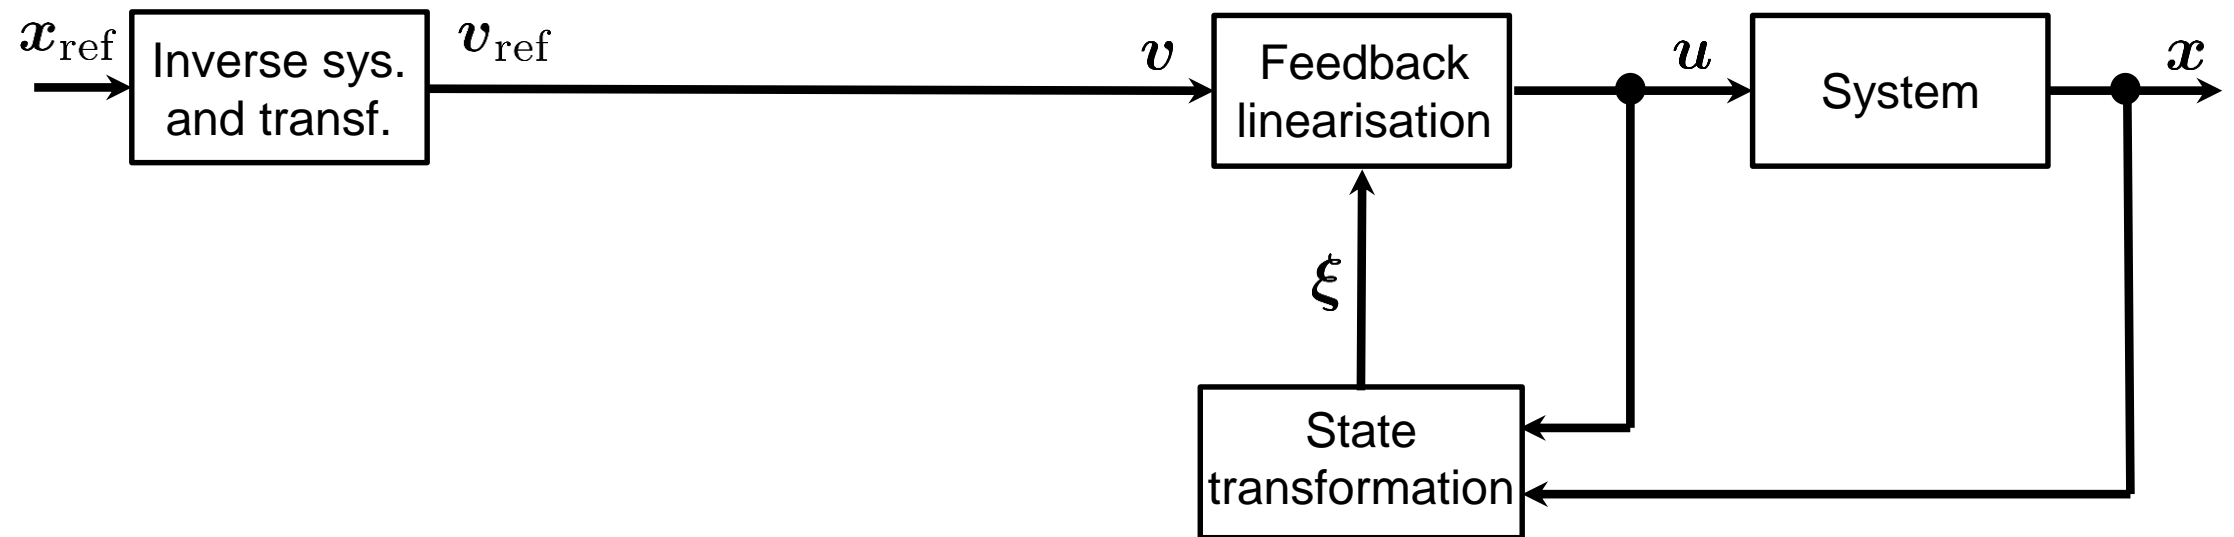 x_ref
Inverse sys.
and transf.
v_ref
v
Feedback
linearisation
u
System
x
ξ
State
transformation